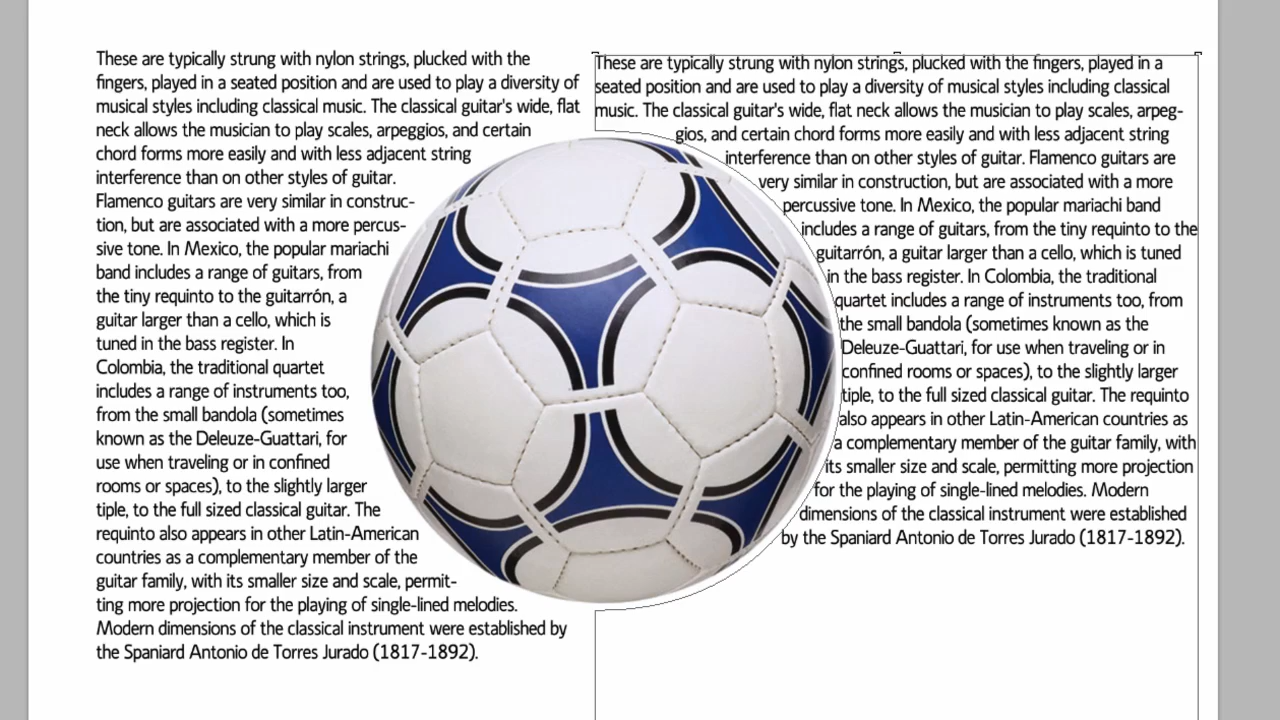 These are typically strung with nylon strings, plucked with the
fingers, played in a seated position and are used to play a diversity of
musical styles including classical music. The classical guitar's wide, flat
neck allows the musician to play scales, arpeggios, and certain
chord forms more easily and with less adjacent string
interference than on other styles of guitar.
Flamenco guitars are very similar in construc-
tion, but are associated with a more percus-
sive tone. In Mexico, the popular mariachi
band includes a range of guitars, from
the tiny requinto to the guitarrón, a
guitar larger than a cello, which is
tuned in the bass register. In
Colombia, the traditional quartet
includes a range of instruments too,
from the small bandola (sometimes
known as the Deleuze-Guattari, for
use when traveling or in confined
rooms or spaces), to the slightly larger
tiple, to the full sized classical guitar. The
requinto also appears in other Latin-American
countries as a complementary member of the
guitar family, with its smaller size and scale, permit-
ting more projection for the playing of single-lined melodies.
Modern dimensions of the classical instrument were established by
the Spaniard Antonio de Torres Jurado (1817-1892).
These are typically strung with nylon strings, plucked with the fingers, played in a
seated position and are used to play a diversity of musical styles including classical
music. The classical guitar's wide, flat neck allows the musician to play scales, arpeg-
gios, and certain chord forms more easily and with less adjacent string
interference than on other styles of guitar. Flamenco guitars are
very similar in construction, but are associated with a more
percussive tone. In Mexico, the popular mariachi band
includes a range of guitars, from the tiny requinto to the
guitarrón, a guitar larger than a cello, which is tuned
in the bass register. In Colombia, the traditional
quartet includes a range of instruments too, from
the small bandola (sometimes known as the
Deleuze-Guattari, for use when traveling or in
confined rooms or spaces), to the slightly larger
tiple, to the full sized classical guitar. The requinto
also appears in other Latin-American countries as
a complementary member of the guitar family, with
its smaller size and scale, permitting more projection
for the playing of single-lined melodies. Modern
dimensions of the classical instrument were established
by the Spaniard Antonio de Torres Jurado (1817-1892).